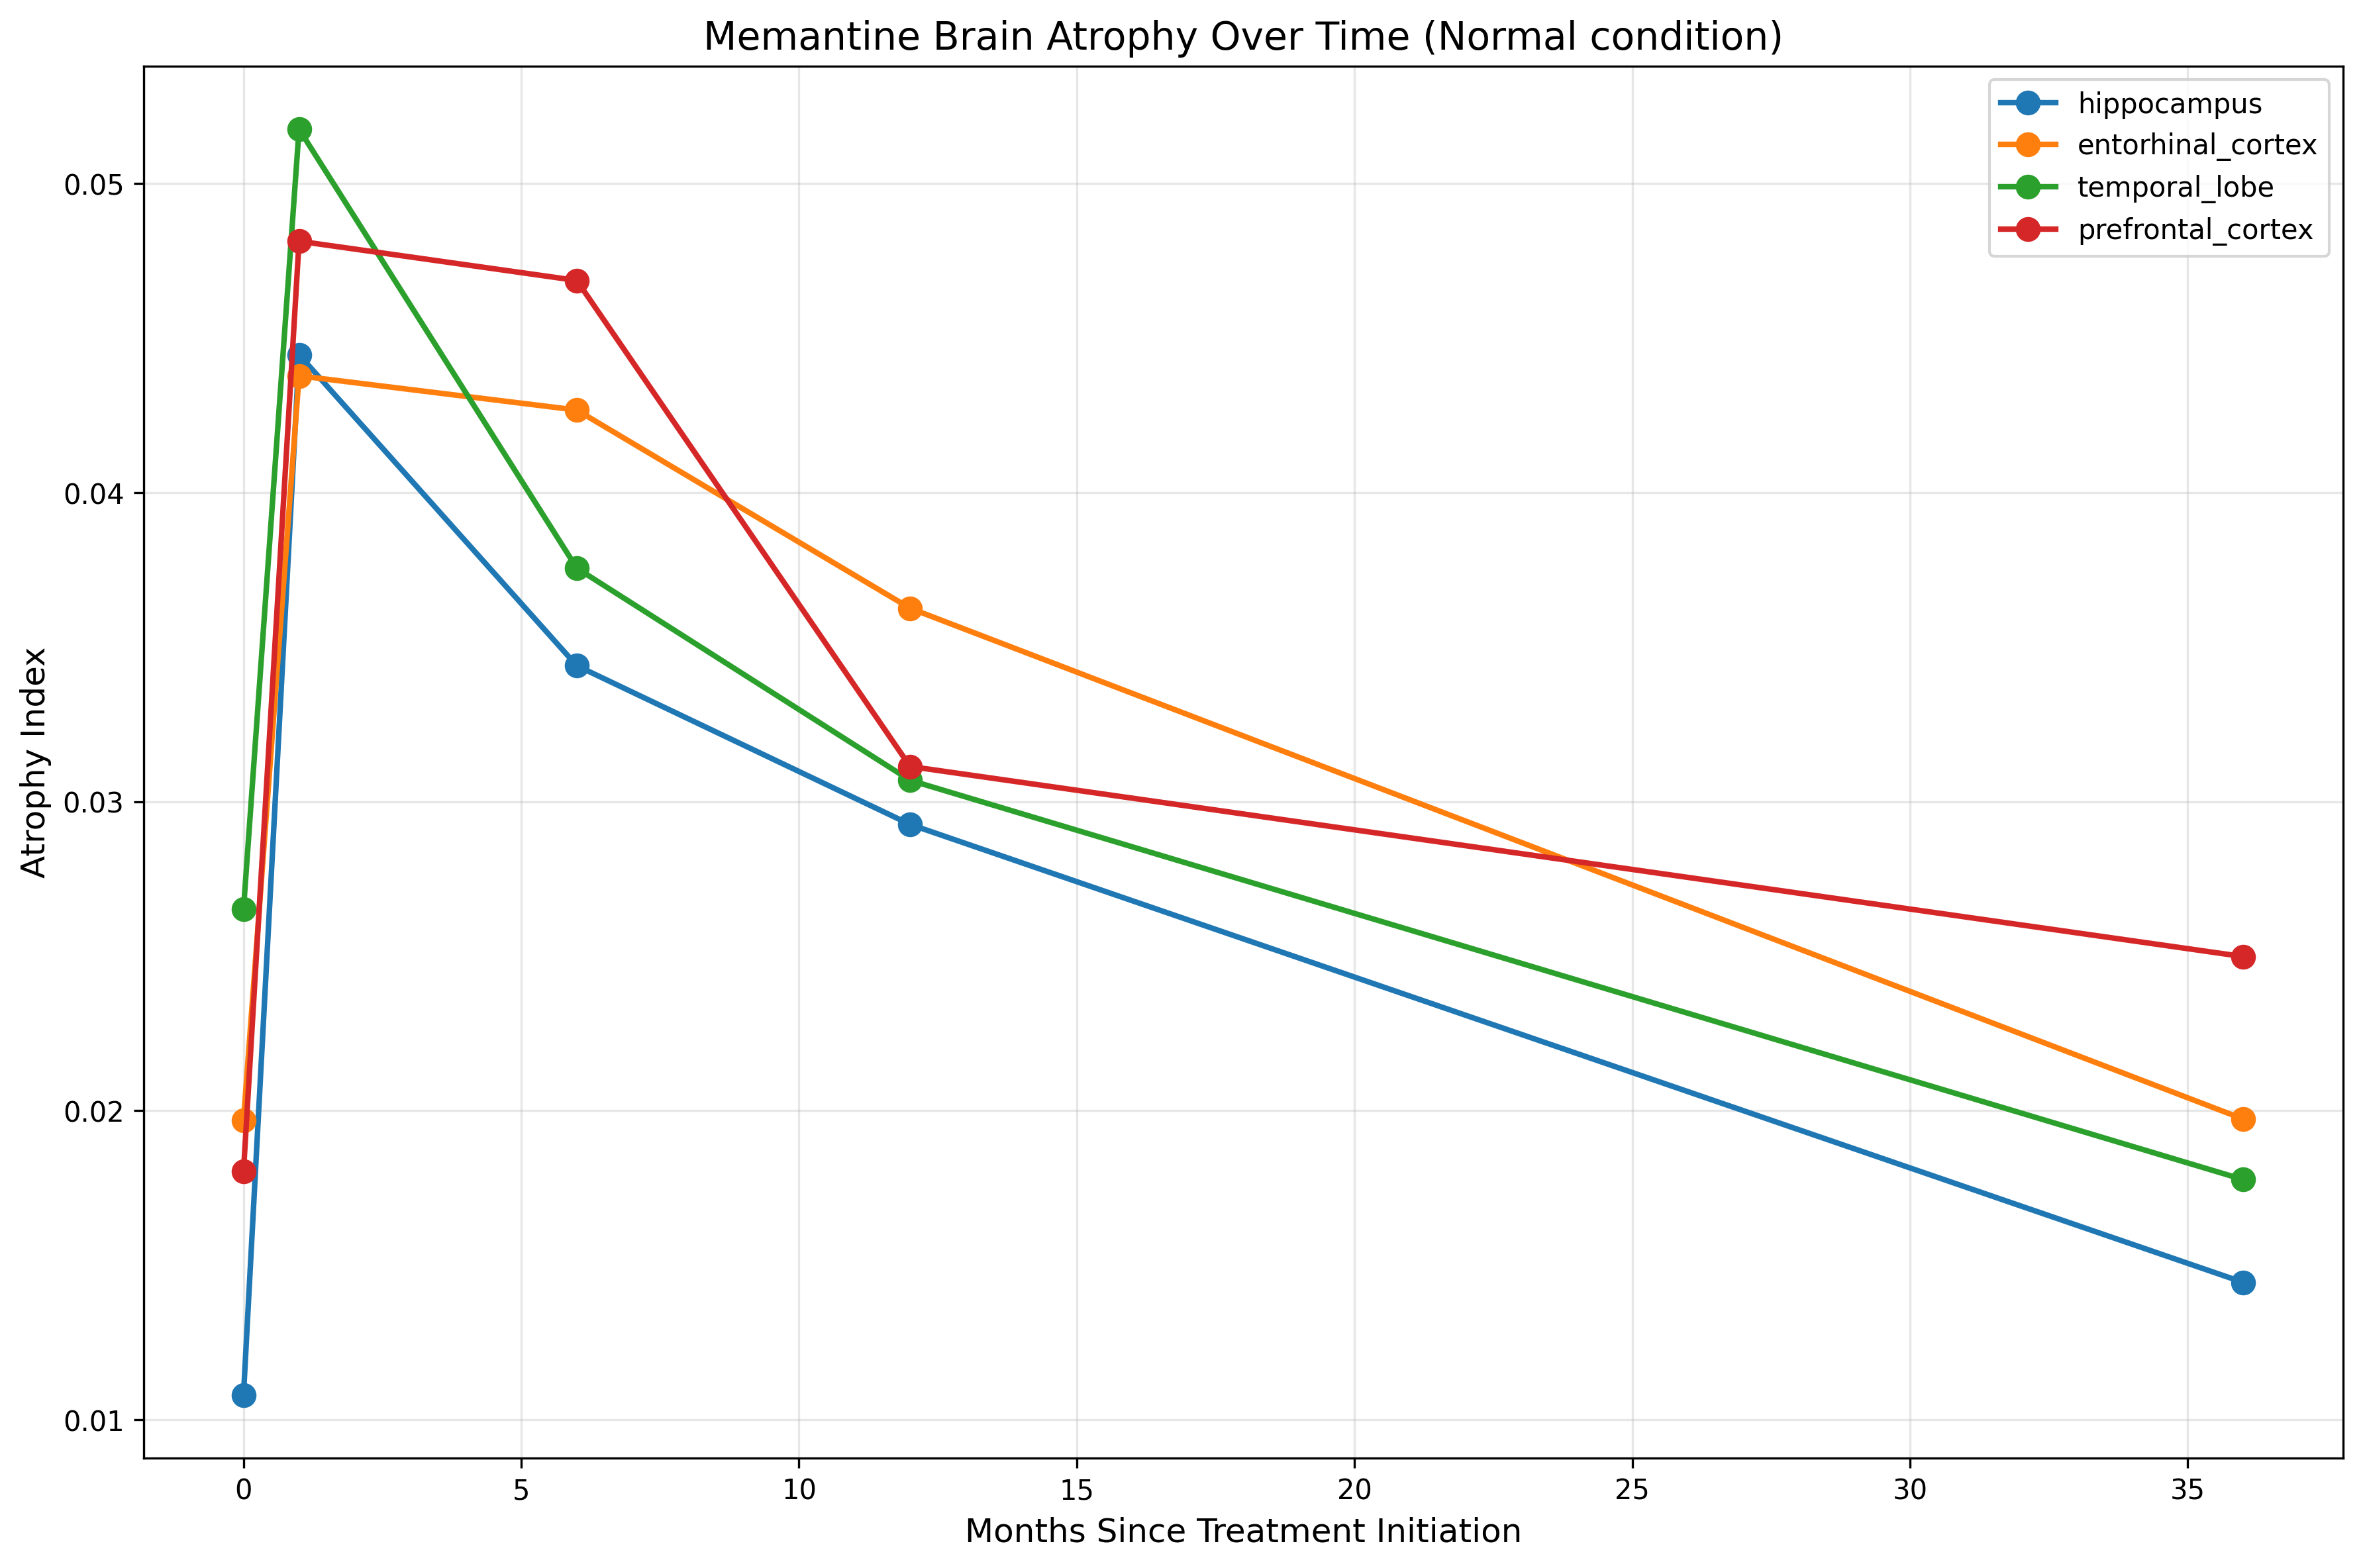 Memantine Brain Atrophy Over Time (Normal condition)
hippocampus
entorhinal_cortex
temporal_lobe
prefrontal_cortex
0.05
0.04
0.03
0.02
0.01
Atrophy Index
0 5 10 15 20 25 30 35
Months Since Treatment Initiation